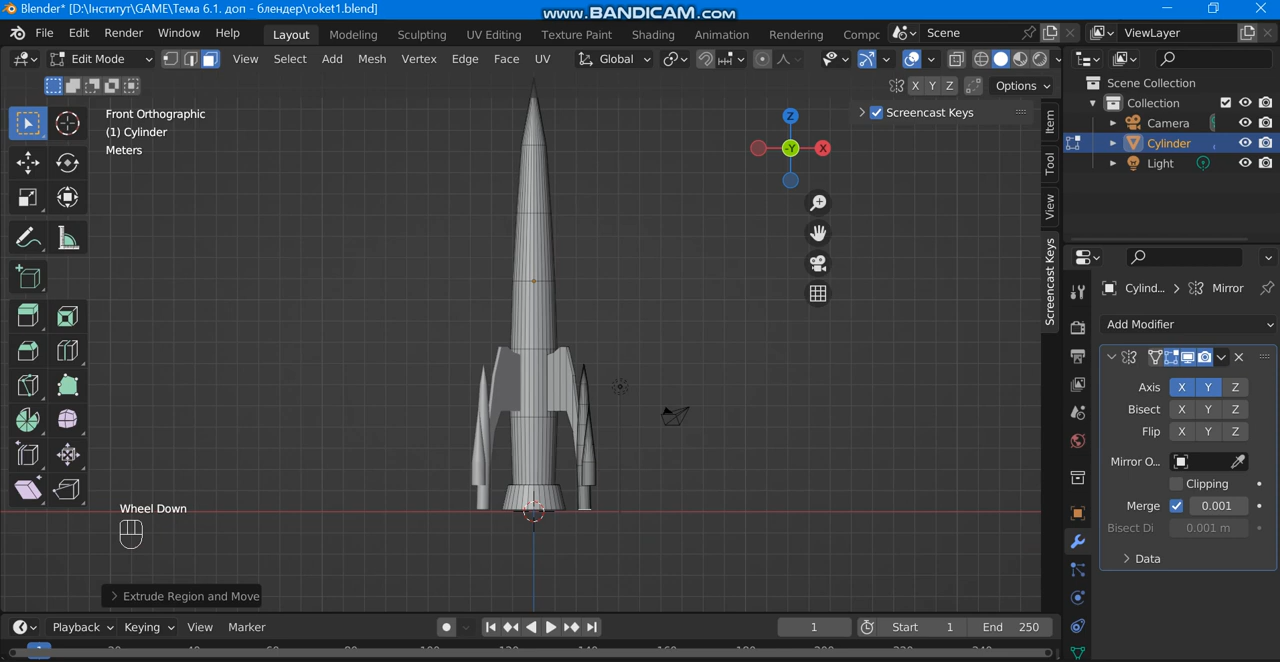 Blender* [D:\Інститут\GAME\Тема 6.1. доп - блендер\roket1.blend]
www.BANDICAM.com
File Edit Render Window Help Layout Modeling Sculpting UV Editing Texture Paint Shading Animation Rendering Compc Scene ViewLayer
Edit Mode View Select Add Mesh Vertex Edge Face UV Global
X Y Z Options
Front Orthographic
(1) Cylinder
Meters
Screencast Keys
Z
-Y
X
Item
Tool
View
Screencast Keys
Scene Collection
Collection
Camera
Cylinder
Light
Cylind... > Mirror
Add Modifier
Axis X Y Z
Bisect X Y Z
Flip X Y Z
Mirror O...
Clipping
Merge 0.001
Bisect Di 0.001 m
Data
Wheel Down
Extrude Region and Move
Playback Keying View Marker 1 Start 1 End 250